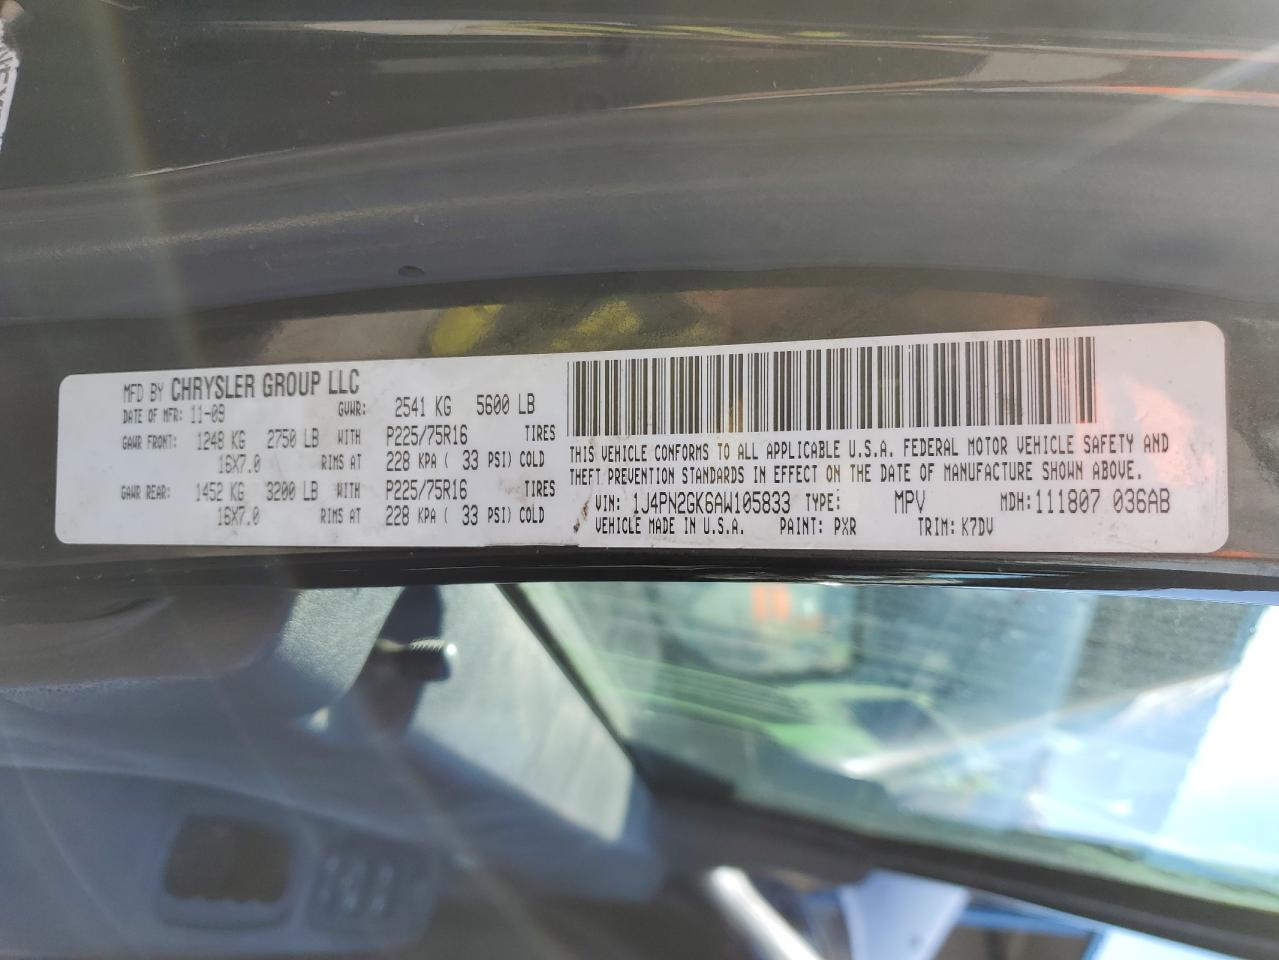 MFD BY CHRYSLER GROUP LLC
DATE OF MFR: 11-09 GVWR: 2541 KG 5600 LB
GAWR FRONT: 1248 KG 2750 LB WITH P225/75R16 TIRES
16X7.0 RIMS AT 228 KPA ( 33 PSI) COLD
GAWR REAR: 1452 KG 3200 LB WITH P225/75R16 TIRES
16X7.0 RIMS AT 228 KPA ( 33 PSI) COLD
THIS VEHICLE CONFORMS TO ALL APPLICABLE U.S.A. FEDERAL MOTOR VEHICLE SAFETY AND
THEFT PREVENTION STANDARDS IN EFFECT ON THE DATE OF MANUFACTURE SHOWN ABOVE.
VIN: 1J4PN2GK6AW105833 TYPE: MPV MDH: 111807 036AB
VEHICLE MADE IN U.S.A. PAINT: PXR TRIM: K7DV